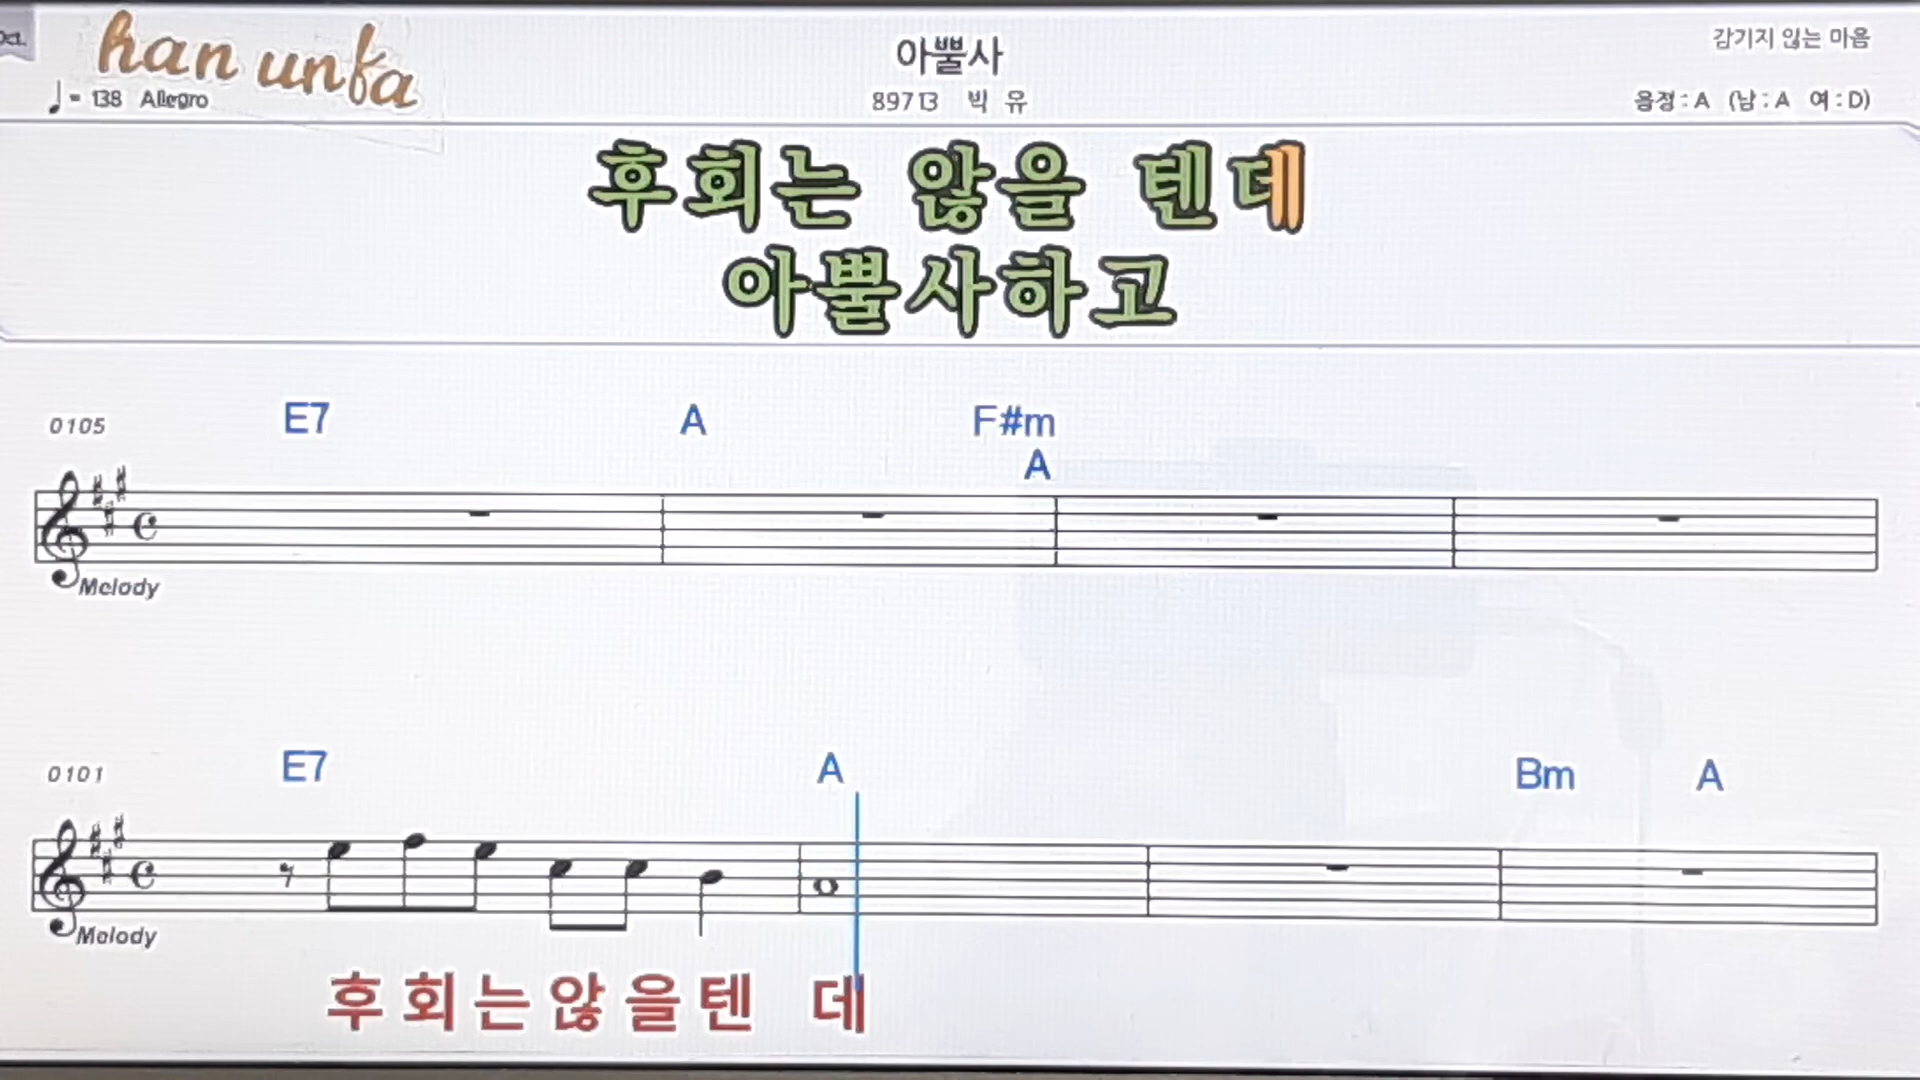 han unfa
♩= 138 Allegro
아뿔사
89713 박 유
감기지 않는 마음
음정 : A (남 : A 여 : D)
후회는 않을 텐데
아뿔사하고
0105 E7 A F#m
A
Melody
0101 E7 A Bm A
Melody
후회는않을텐 데